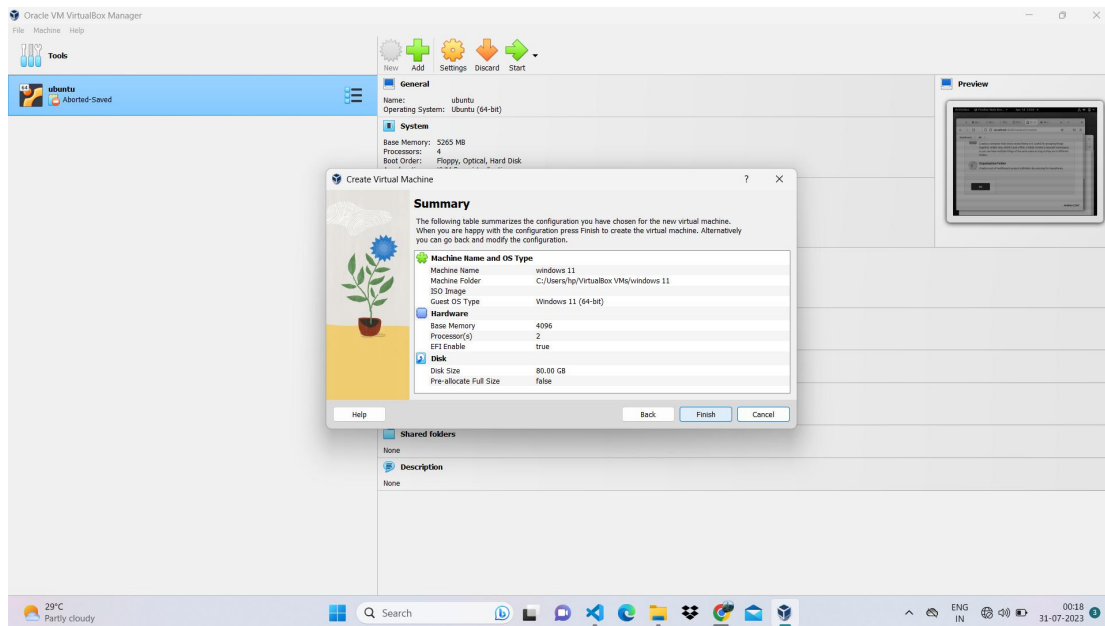 Oracle VM VirtualBox Manager
File Machine Help
Tools
New Add Settings Discard Start
64
ubuntu
Aborted-Saved
General
Name: ubuntu
Operating System: Ubuntu (64-bit)
System
Base Memory: 5265 MB
Processors: 4
Boot Order: Floppy, Optical, Hard Disk
Preview
Create Virtual Machine
?
Summary
The following table summarizes the configuration you have chosen for the new virtual machine.
When you are happy with the configuration press Finish to create the virtual machine. Alternatively
you can go back and modify the configuration.
Machine Name and OS Type
Machine Name windows 11
Machine Folder C:/Users/hp/VirtualBox VMs/windows 11
ISO Image
Guest OS Type Windows 11 (64-bit)
Hardware
Base Memory 4096
Processor(s) 2
EFI Enable true
Disk
Disk Size 80.00 GB
Pre-allocate Full Size false
Help Back Finish Cancel
Shared folders
None
Description
None
29°C
Partly cloudy
Search
b
ENG
IN
00:18
31-07-2023
3